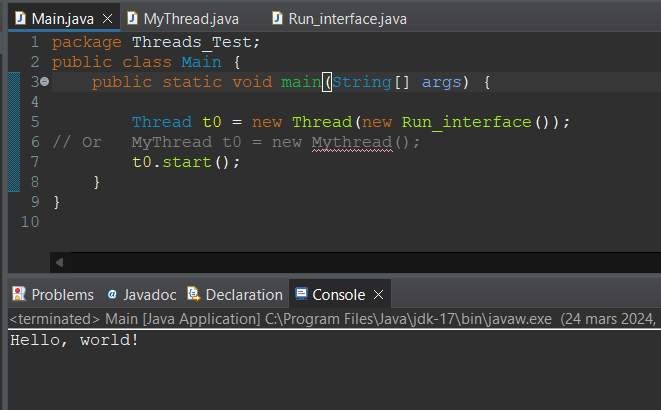 Main.java MyThread.java Run_interface.java
1 package Threads_Test;
2 public class Main {
3 public static void main(String[] args) {
4
5 Thread t0 = new Thread(new Run_interface());
6 // Or MyThread t0 = new Mythread();
7 t0.start();
8 }
9 }
10
Problems @ Javadoc Declaration Console
<terminated> Main [Java Application] C:\Program Files\Java\jdk-17\bin\javaw.exe (24 mars 2024,
Hello, world!